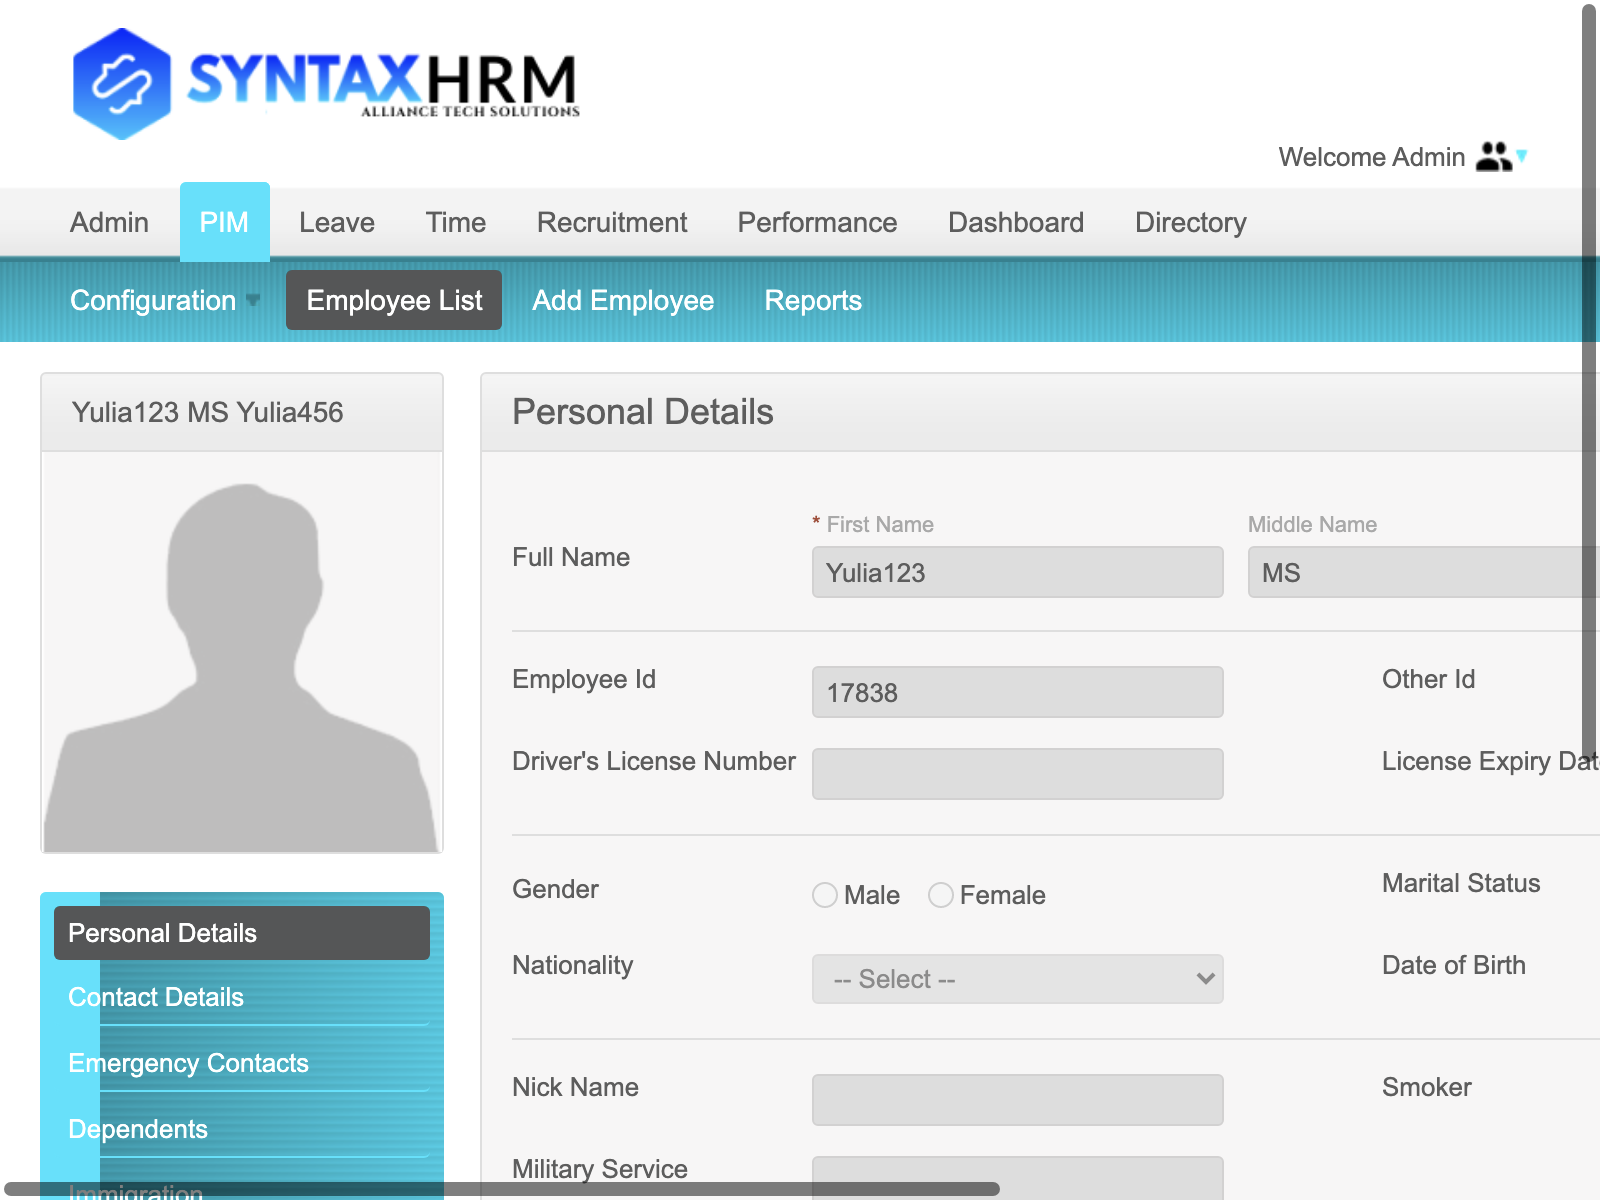 SYNTAXHRM
ALLIANCE TECH SOLUTIONS
Welcome Admin
Admin PIM Leave Time Recruitment Performance Dashboard Directory
Configuration Employee List Add Employee Reports
Yulia123 MS Yulia456
Personal Details
* First Name Middle Name
Full Name Yulia123 MS
Employee Id 17838 Other Id
Driver's License Number License Expiry Date
Gender Male Female Marital Status
Nationality -- Select -- Date of Birth
Nick Name Smoker
Military Service
Personal Details
Contact Details
Emergency Contacts
Dependents
Immigration